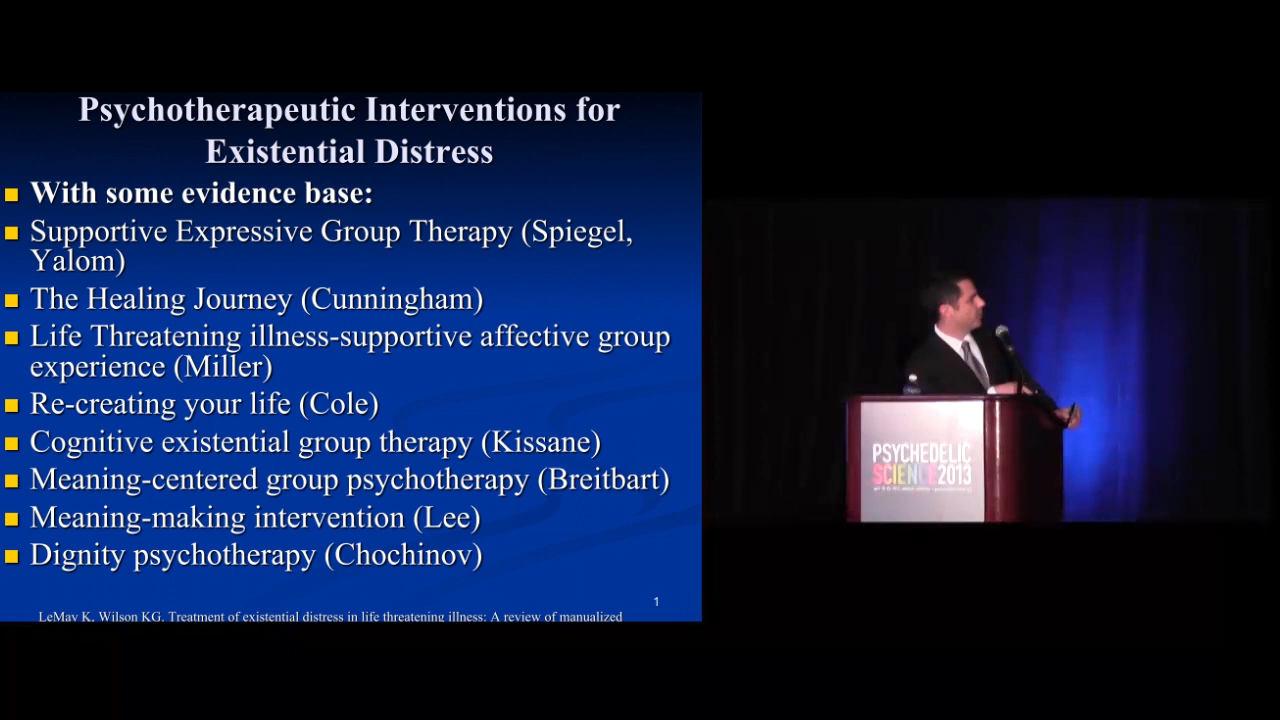 Psychotherapeutic Interventions for
Existential Distress
With some evidence base:
Supportive Expressive Group Therapy (Spiegel,
Yalom)
The Healing Journey (Cunningham)
Life Threatening illness-supportive affective group
experience (Miller)
Re-creating your life (Cole)
Cognitive existential group therapy (Kissane)
Meaning-centered group psychotherapy (Breitbart)
Meaning-making intervention (Lee)
Dignity psychotherapy (Chochinov)
1
LeMay K, Wilson KG. Treatment of existential distress in life threatening illness: A review of manualized
PSYCHEDELIC
SCIENCE2013